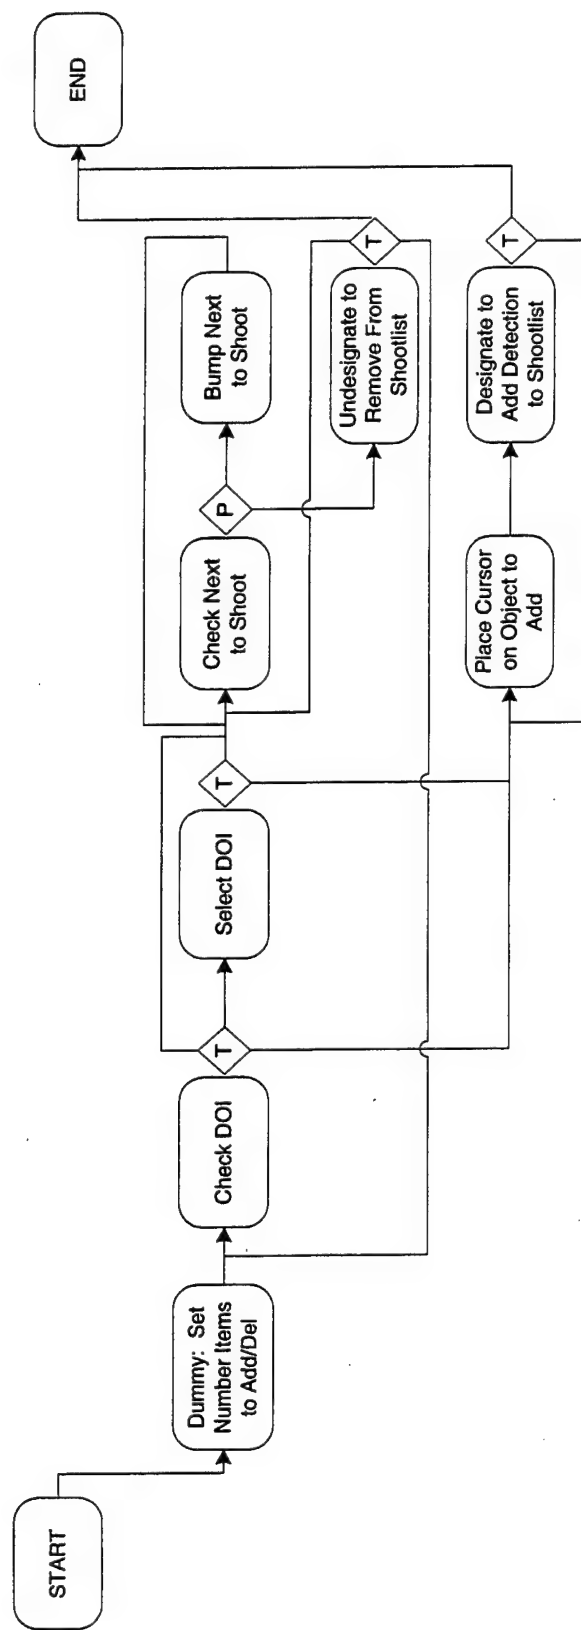 START
Dummy: Set
Number Items
to Add/Del
Check DOI
T
Select DOI
T
Check Next
to Shoot
P
Bump Next
to Shoot
Undesignate to
Remove From
Shootlist
T
Place Cursor
on Object to
Add
Designate to
Add Detection
to Shootlist
T
END